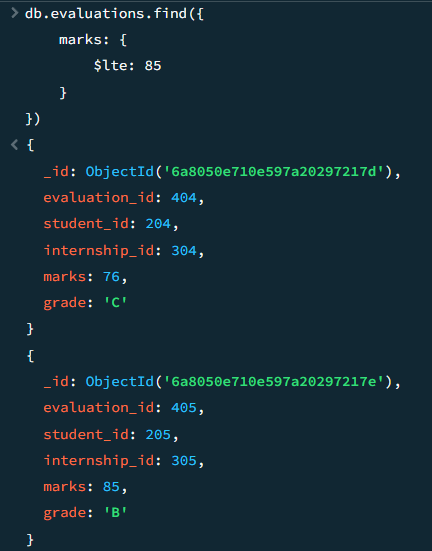 > db.evaluations.find({
    marks: {
        $lte: 85
    }
})
< {
  _id: ObjectId('6a8050e710e597a20297217d'),
  evaluation_id: 404,
  student_id: 204,
  internship_id: 304,
  marks: 76,
  grade: 'C'
}
{
  _id: ObjectId('6a8050e710e597a20297217e'),
  evaluation_id: 405,
  student_id: 205,
  internship_id: 305,
  marks: 85,
  grade: 'B'
}